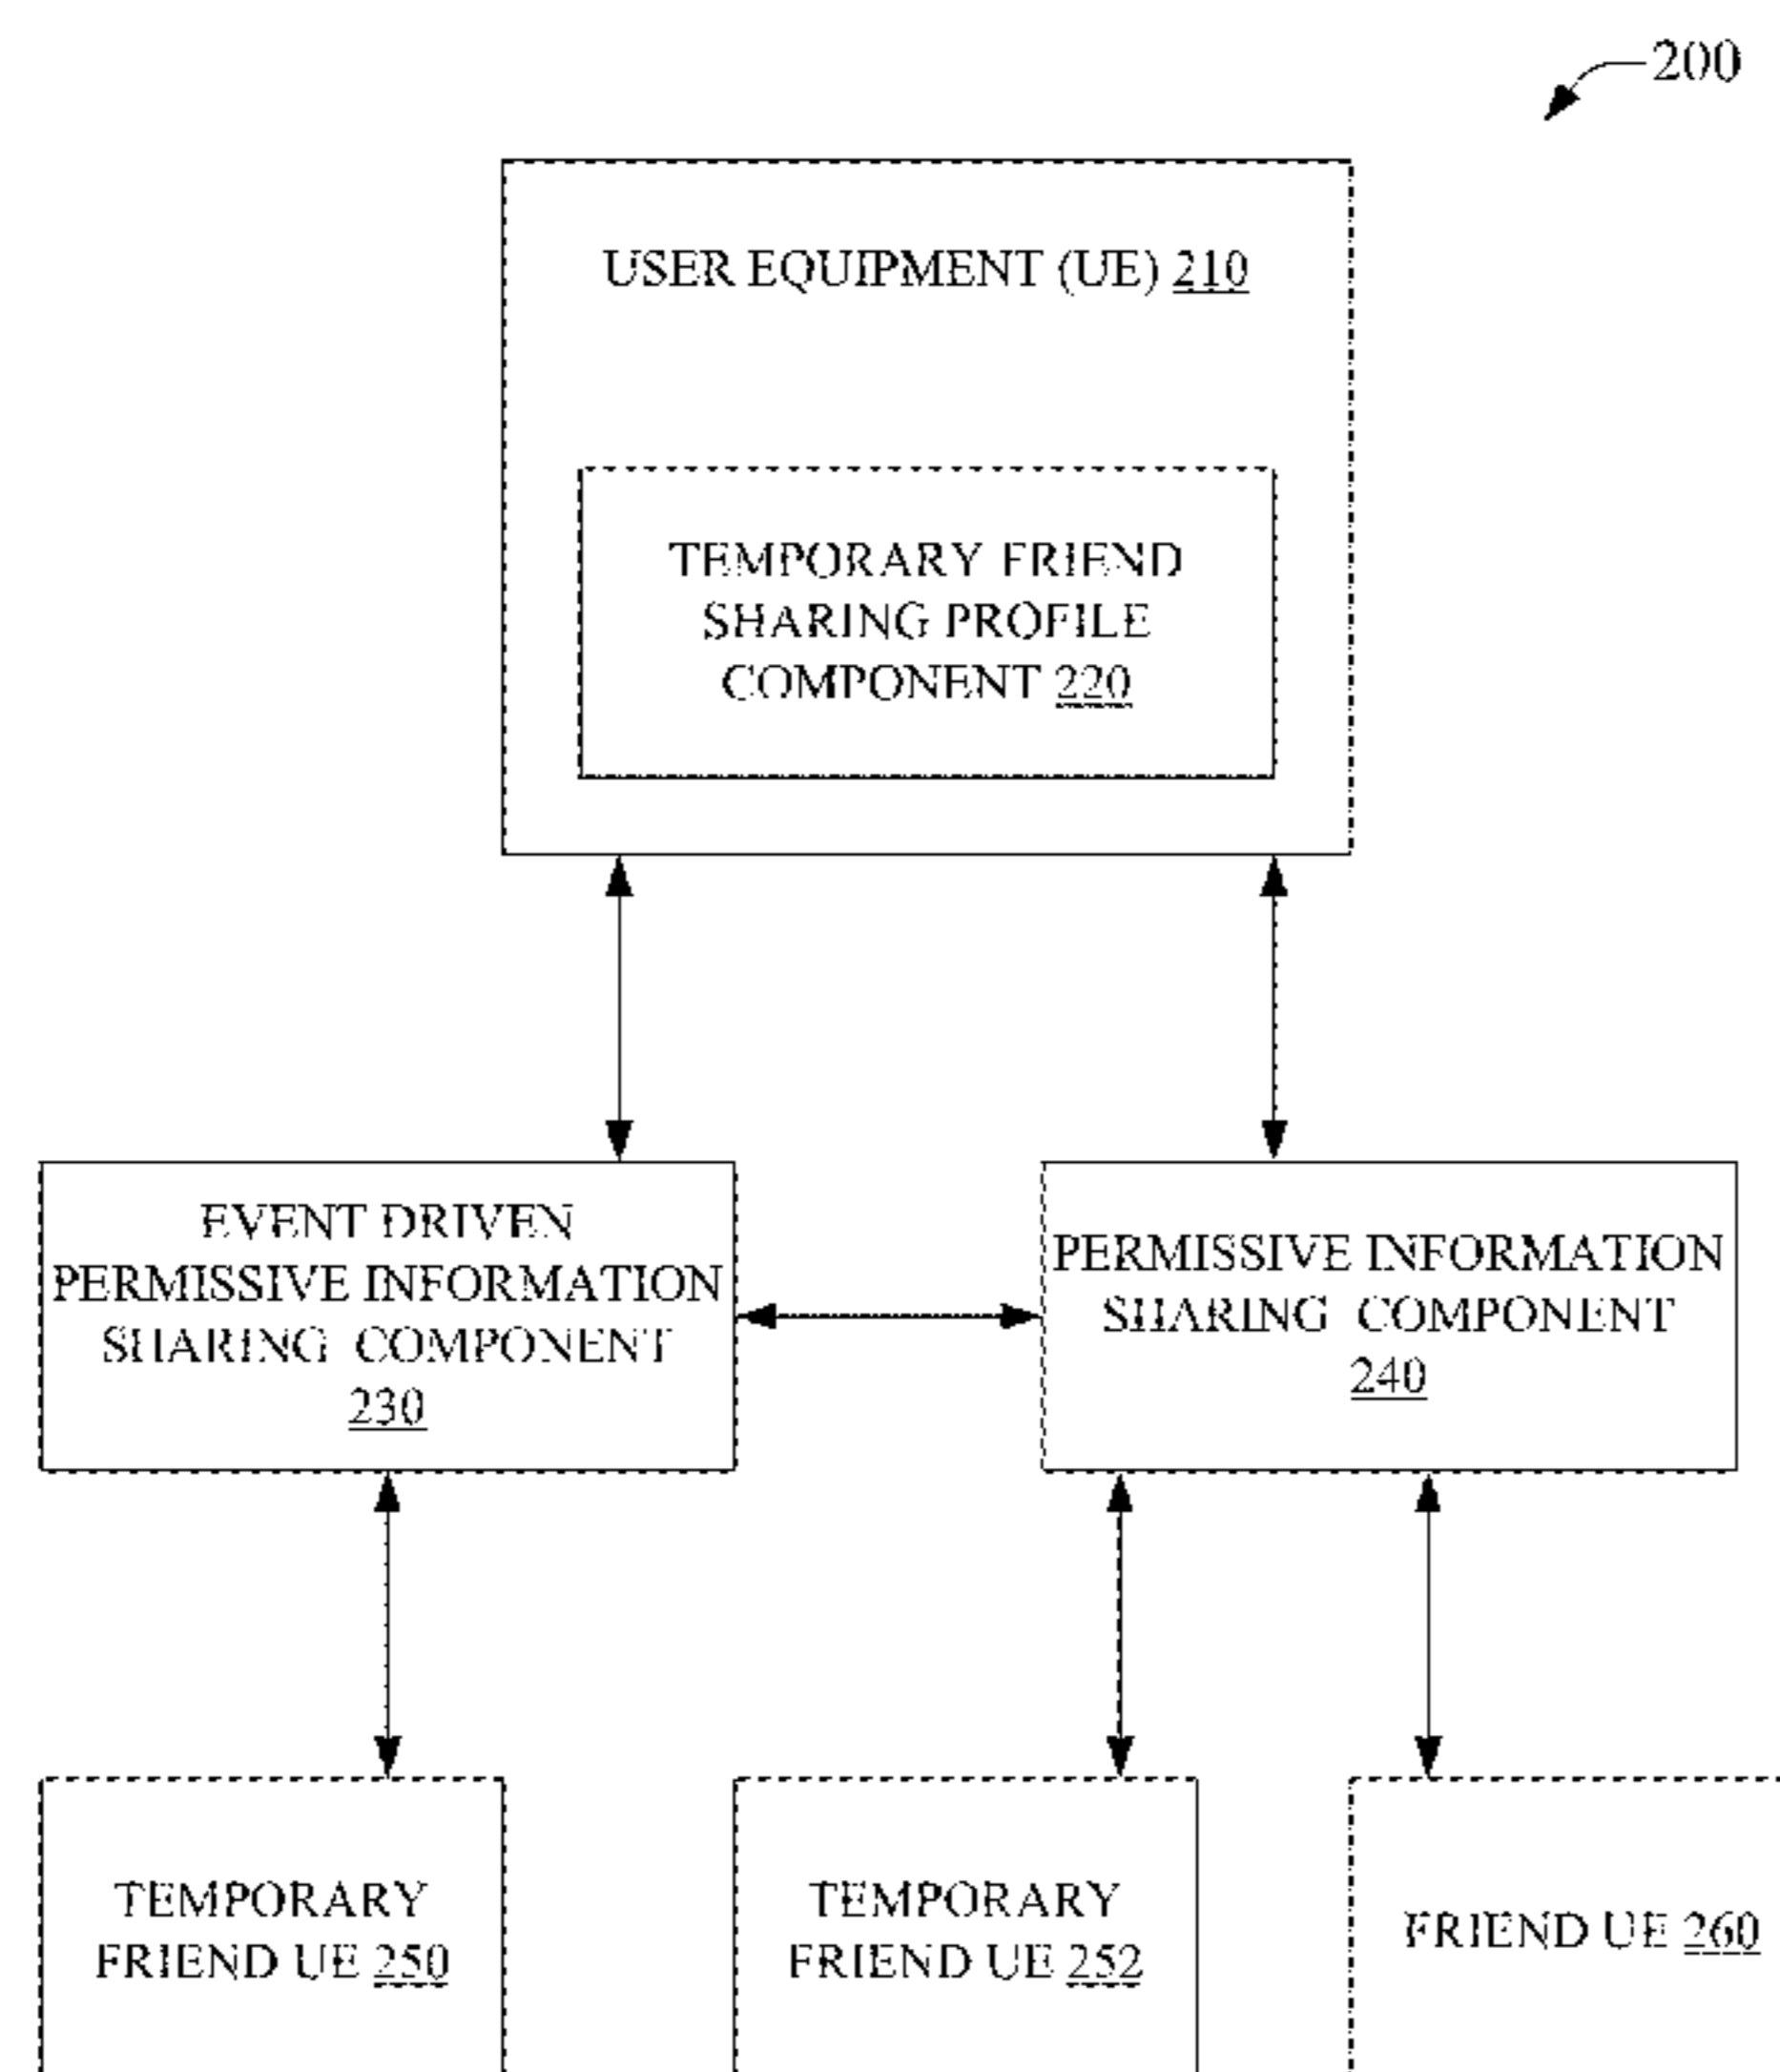 200
USER EQUIPMENT (UE) 210
TEMPORARY FRIEND
SHARING PROFILE
COMPONENT 220
EVENT DRIVEN
PERMISSIVE INFORMATION
SHARING COMPONENT
230
PERMISSIVE INFORMATION
SHARING COMPONENT
240
TEMPORARY
FRIEND UE 250
TEMPORARY
FRIEND UE 252
FRIEND UE 260